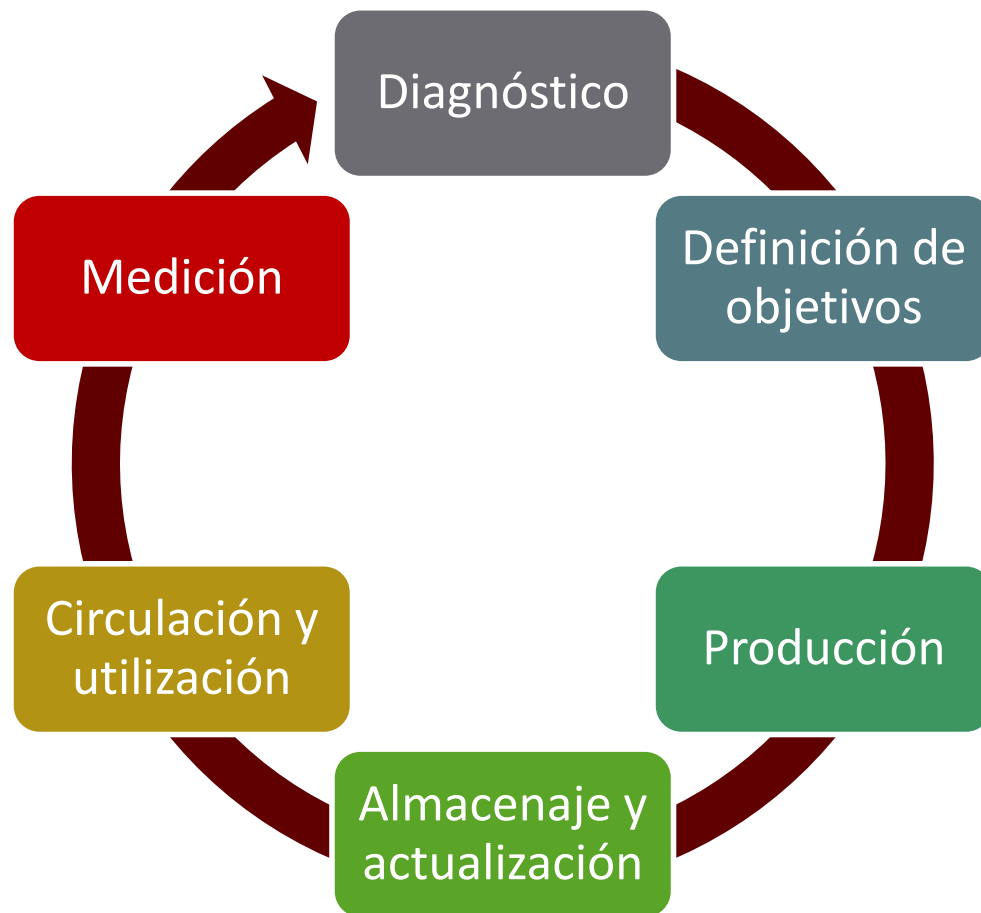 Diagnóstico
Definición de
objetivos
Producción
Almacenaje y
actualización
Circulación y
utilización
Medición